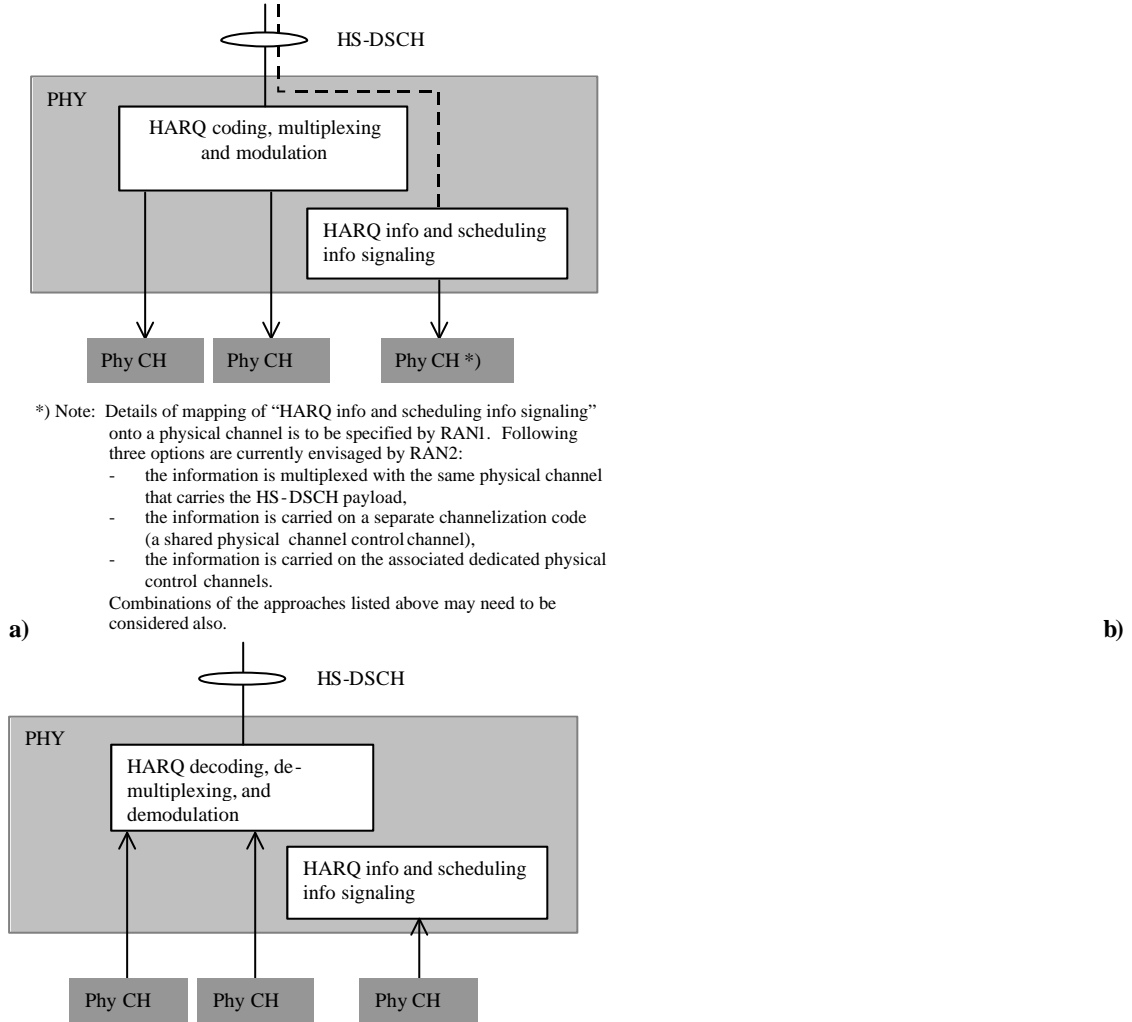 HS-DSCH
PHY
HARQ coding, multiplexing
and modulation
HARQ info and scheduling
info signaling
Phy CH
Phy CH
Phy CH *)
*) Note: Details of mapping of “HARQ info and scheduling info signaling”
onto a physical channel is to be specified by RAN1. Following
three options are currently envisaged by RAN2:
- the information is multiplexed with the same physical channel
that carries the HS-DSCH payload,
- the information is carried on a separate channelization code
(a shared physical channel control channel),
- the information is carried on the associated dedicated physical
control channels.
Combinations of the approaches listed above may need to be
considered also.
a)
b)
HS-DSCH
PHY
HARQ decoding, de-
multiplexing, and
demodulation
HARQ info and scheduling
info signaling
Phy CH
Phy CH
Phy CH